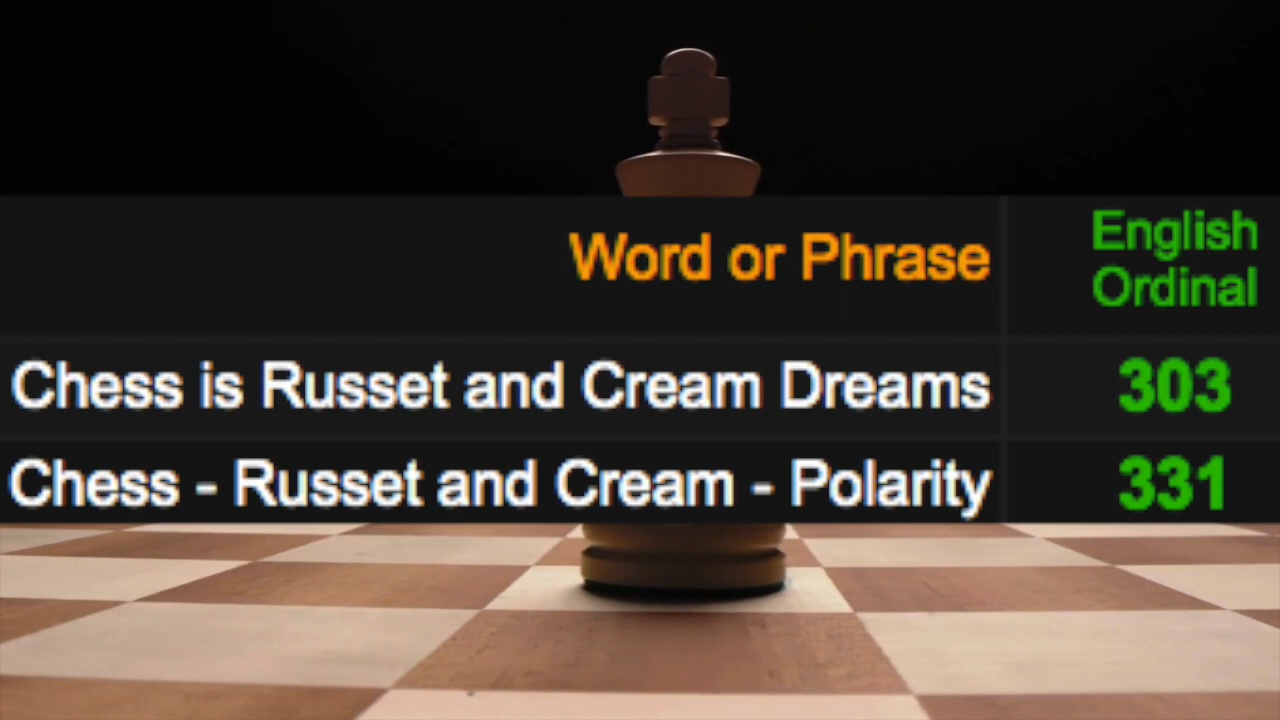 Word or Phrase English Ordinal
Chess is Russet and Cream Dreams 303
Chess - Russet and Cream - Polarity 331